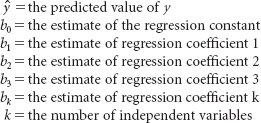 ŷ = the predicted value of y
b₀ = the estimate of the regression constant
b₁ = the estimate of regression coefficient 1
b₂ = the estimate of regression coefficient 2
b₃ = the estimate of regression coefficient 3
bₖ = the estimate of regression coefficient k
k = the number of independent variables